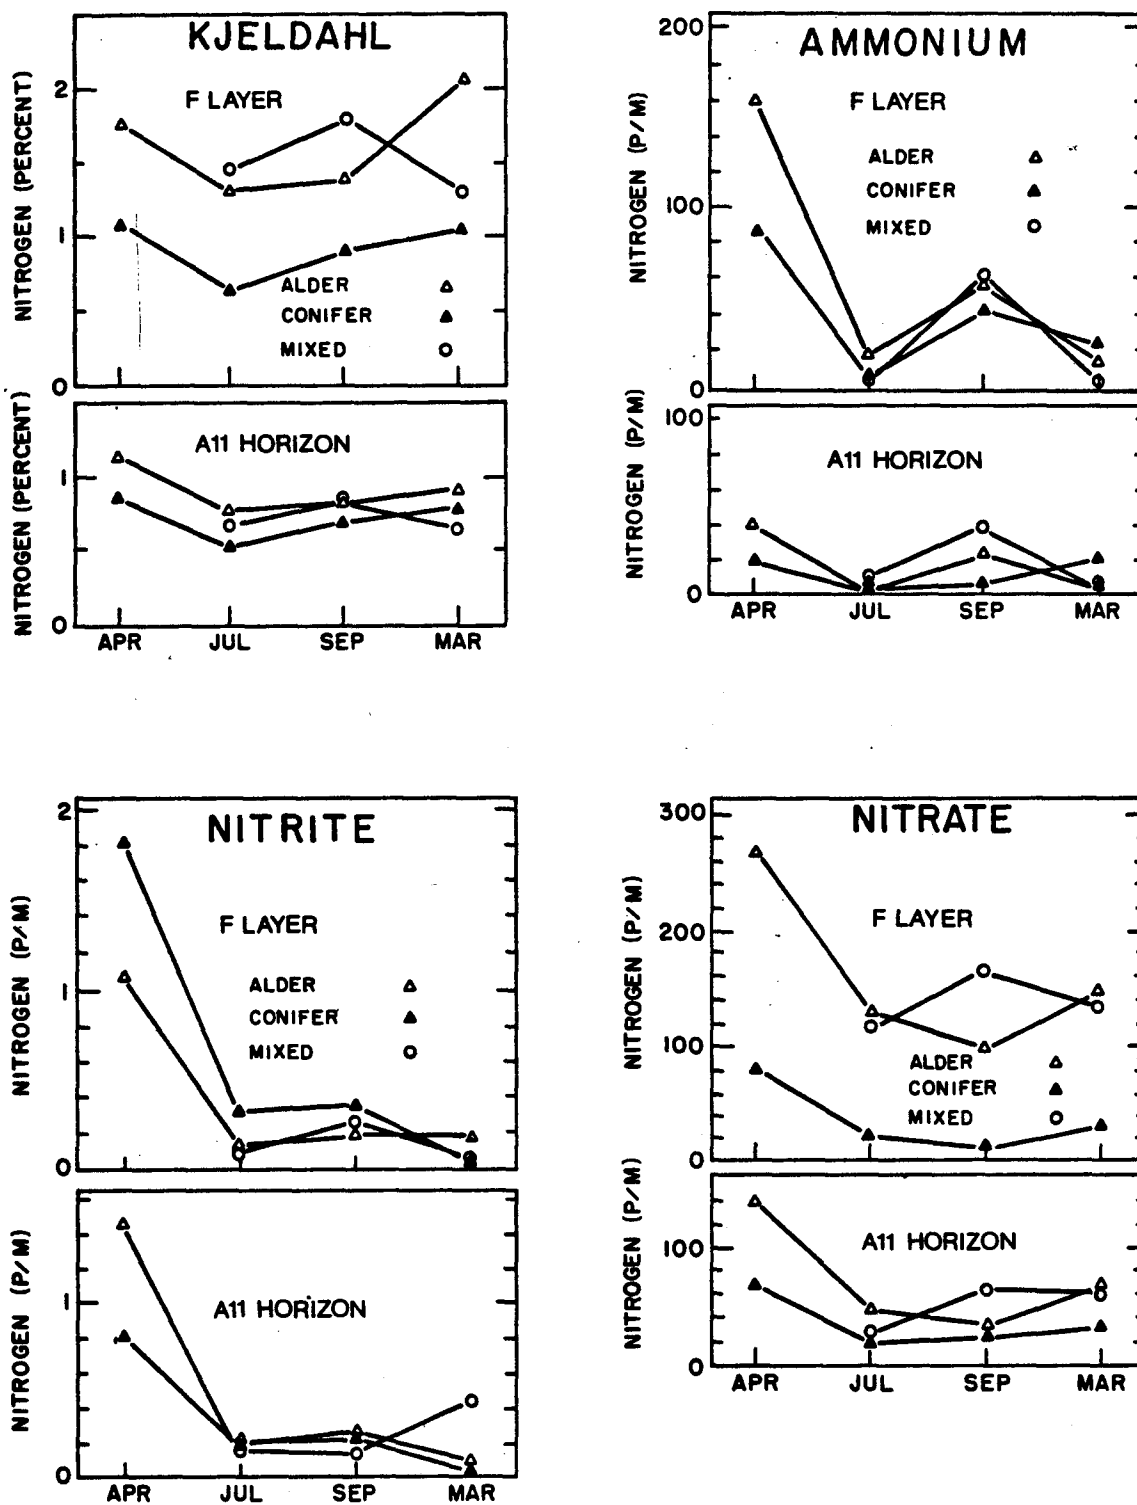 KJELDAHL
NITROGEN (PERCENT)
2
1
0
F LAYER
ALDER
CONIFER
MIXED
NITROGEN (PERCENT)
1
0
A11 HORIZON
APR JUL SEP MAR
AMMONIUM
NITROGEN (P/M)
200
100
0
F LAYER
ALDER
CONIFER
MIXED
NITROGEN (P/M)
100
0
A11 HORIZON
APR JUL SEP MAR
NITRITE
NITROGEN (P/M)
2
1
0
F LAYER
ALDER
CONIFER
MIXED
NITROGEN (P/M)
1
0
A11 HORIZON
APR JUL SEP MAR
NITRATE
NITROGEN (P/M)
300
200
100
0
F LAYER
ALDER
CONIFER
MIXED
NITROGEN (P/M)
100
0
A11 HORIZON
APR JUL SEP MAR